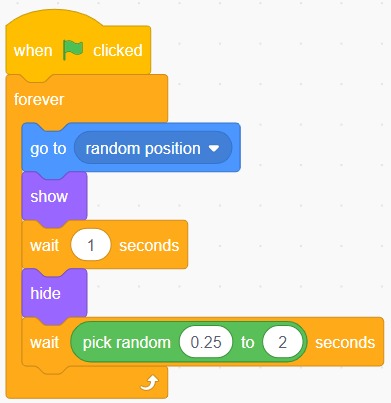 when clicked
forever
go to random position
show
wait 1 seconds
hide
wait pick random 0.25 to 2 seconds